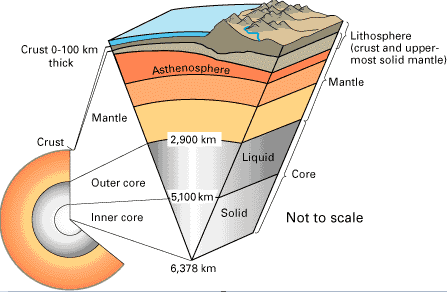 Crust 0-100 km
thick
Lithosphere
(crust and upper-
most solid mantle)
Asthenosphere
Mantle
Mantle
2,900 km
Crust
Liquid
Core
Outer core
5,100 km
Inner core
Solid
Not to scale
6,378 km